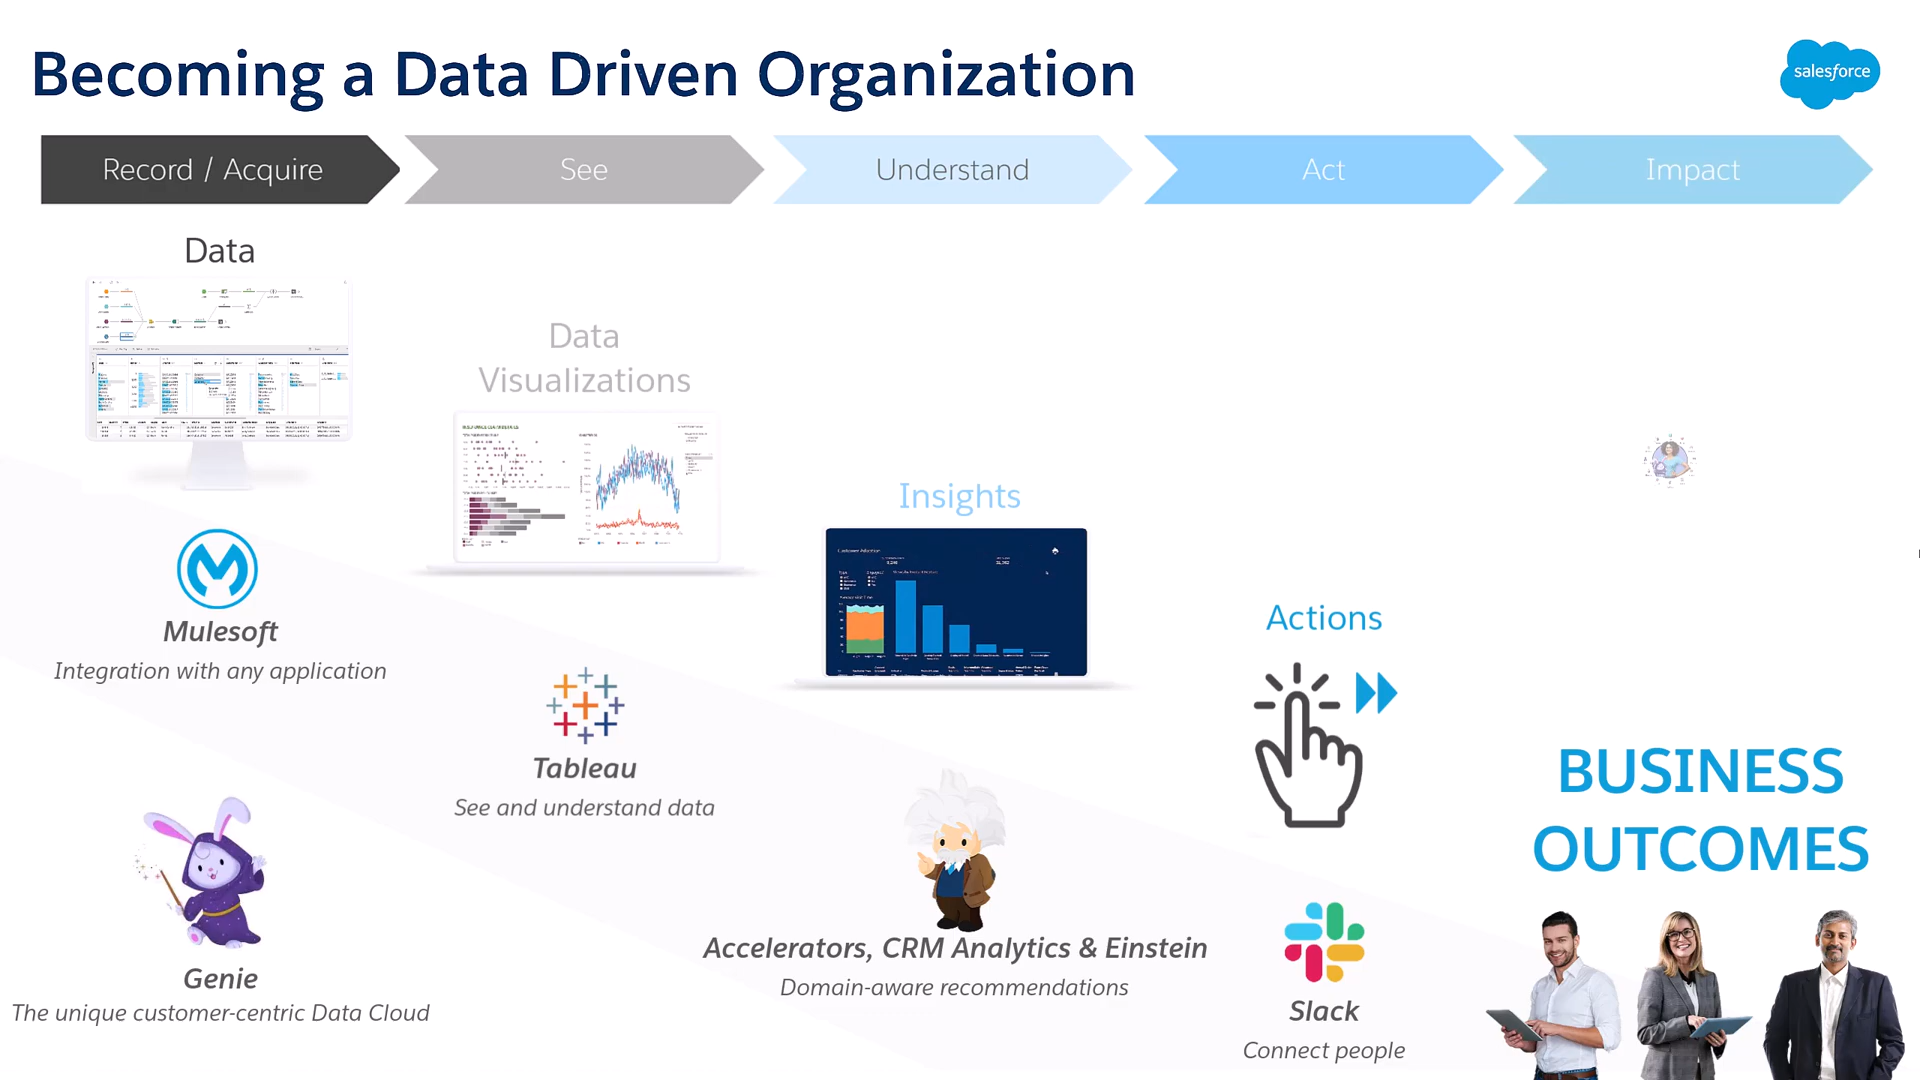 Becoming a Data Driven Organization
salesforce
Record / Acquire
See
Understand
Act
Impact
Data
Data
Visualizations
Insights
Customer Adoption
Actions
Mulesoft
Integration with any application
Tableau
See and understand data
BUSINESS
OUTCOMES
Genie
The unique customer-centric Data Cloud
Accelerators, CRM Analytics & Einstein
Domain-aware recommendations
Slack
Connect people